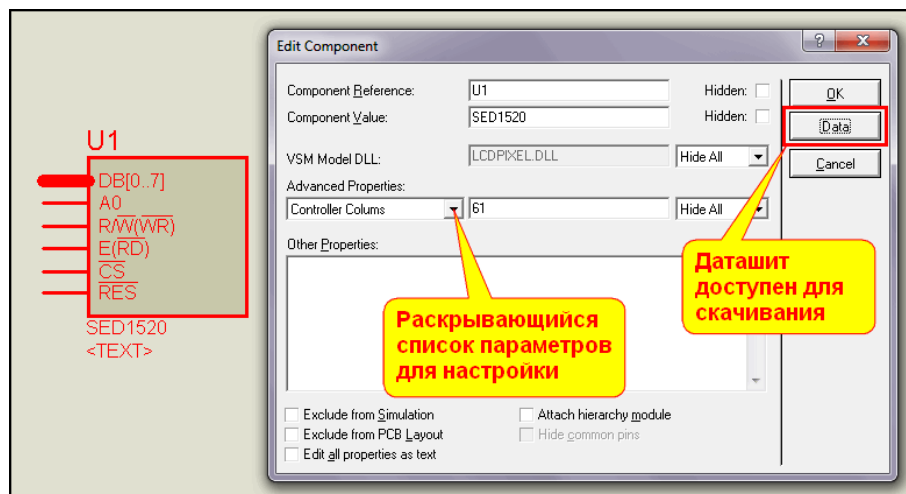 Edit Component
Component Reference:
U1
Hidden:
OK
Component Value:
SED1520
Hidden:
Data
VSM Model DLL:
LCDPIXEL.DLL
Hide All
Cancel
Advanced Properties:
Controller Colums
61
Hide All
Other Properties:
Даташит
доступен для
скачивания
Раскрывающийся
список параметров
для настройки
Exclude from Simulation
Attach hierarchy module
Exclude from PCB Layout
Hide common pins
Edit all properties as text
U1
DB[0..7]
A0
R/W(WR)
E(RD)
CS
RES
SED1520
<TEXT>